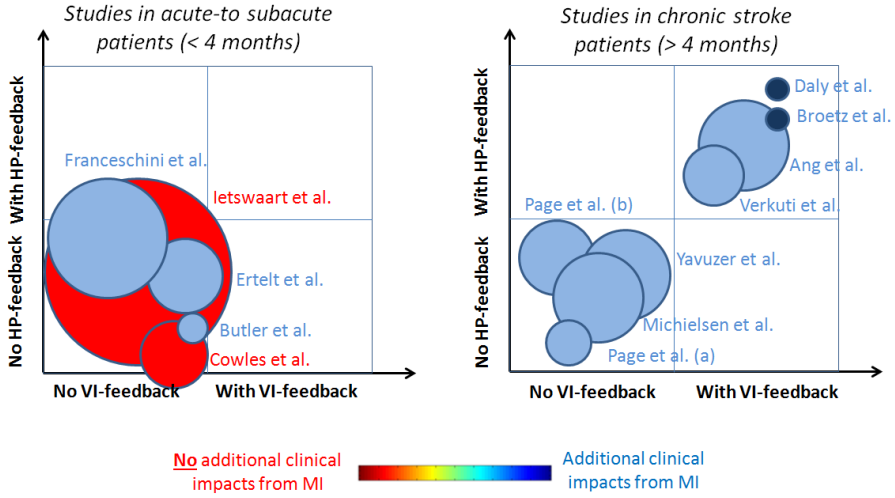 Studies in acute-to subacute
patients (< 4 months)
With HP-feedback
No HP-feedback
Franceschini et al.
Ietswaart et al.
Ertelt et al.
Butler et al.
Cowles et al.
No VI-feedback
With VI-feedback
Studies in chronic stroke
patients (> 4 months)
With HP-feedback
No HP-feedback
Daly et al.
Broetz et al.
Ang et al.
Verkuti et al.
Page et al. (b)
Yavuzer et al.
Michielsen et al.
Page et al. (a)
No VI-feedback
With VI-feedback
No additional clinical
impacts from MI
Additional clinical
impacts from MI